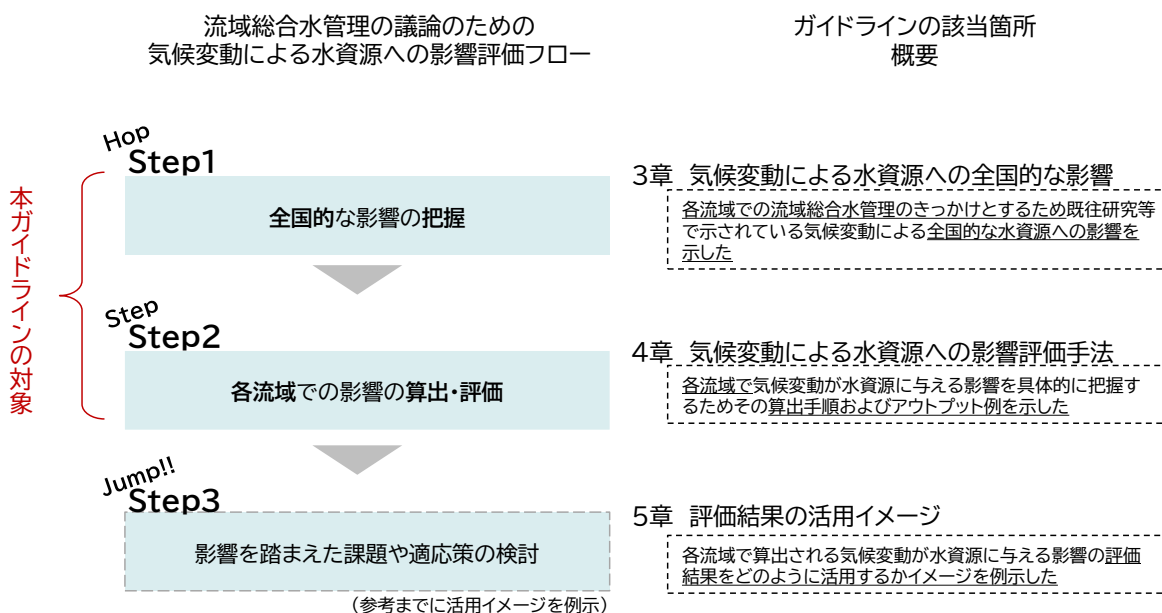 流域総合水管理の議論のための
気候変動による水資源への影響評価フロー
ガイドラインの該当箇所
概要
本ガイドラインの対象
Hop
Step1
全国的な影響の把握
3章 気候変動による水資源への全国的な影響
各流域での流域総合水管理のきっかけとするため既往研究等
で示されている気候変動による全国的な水資源への影響を
示した
Step
Step2
各流域での影響の算出・評価
4章 気候変動による水資源への影響評価手法
各流域で気候変動が水資源に与える影響を具体的に把握す
るためその算出手順およびアウトプット例を示した
Jump!!
Step3
影響を踏まえた課題や適応策の検討
(参考までに活用イメージを例示)
5章 評価結果の活用イメージ
各流域で算出される気候変動が水資源に与える影響の評価
結果をどのように活用するかイメージを例示した